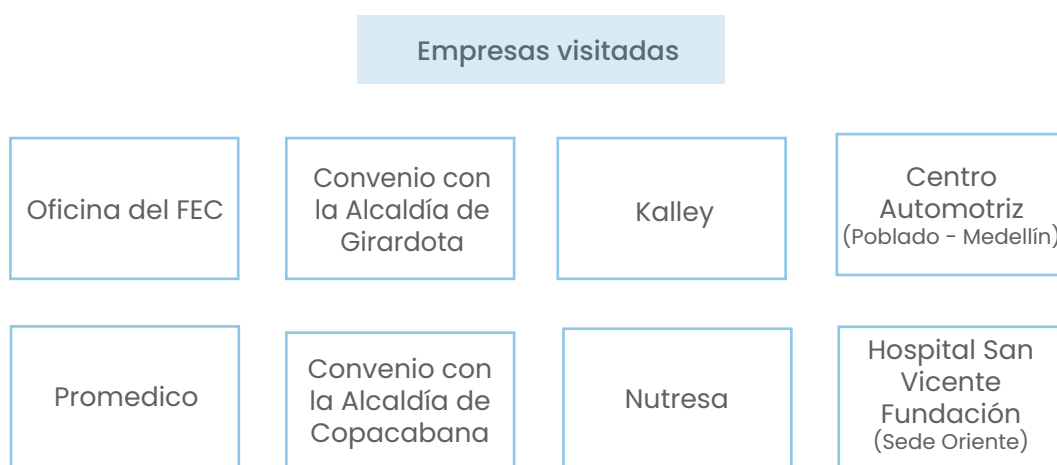 Empresas visitadas
Oficina del FEC
Convenio con
la Alcaldía de
Girardota
Kalley
Centro
Automotriz
(Poblado - Medellín)
Promedico
Convenio con
la Alcaldía de
Copacabana
Nutresa
Hospital San
Vicente
Fundación
(Sede Oriente)